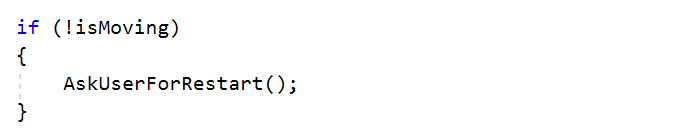 if (!isMoving)
{
    AskUserForRestart();
}